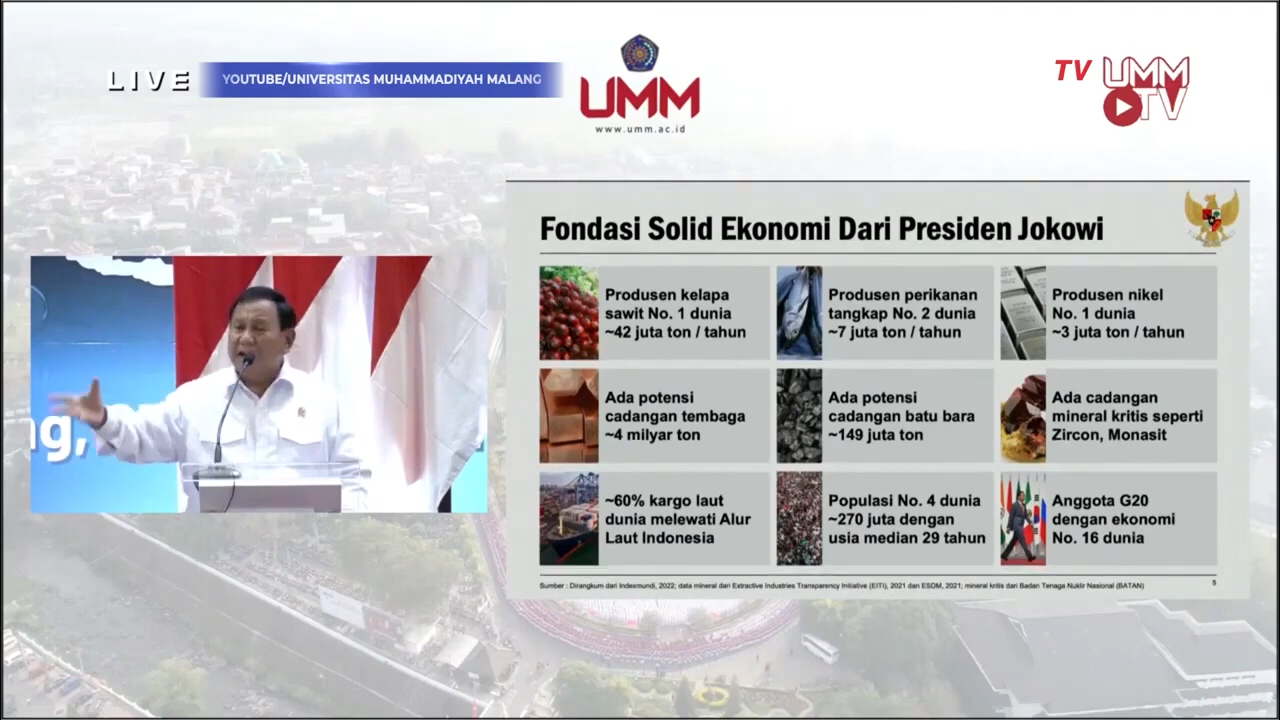 LIVE
YOUTUBE/UNIVERSITAS MUHAMMADIYAH MALANG
UMM
www.umm.ac.id
TV
UMM
TV
Fondasi Solid Ekonomi Dari Presiden Jokowi
Produsen kelapa
sawit No. 1 dunia
~42 juta ton / tahun
Produsen perikanan
tangkap No. 2 dunia
~7 juta ton / tahun
Produsen nikel
No. 1 dunia
~3 juta ton / tahun
Ada potensi
cadangan tembaga
~4 milyar ton
Ada potensi
cadangan batu bara
~149 juta ton
Ada cadangan
mineral kritis seperti
Zircon, Monasit
~60% kargo laut
dunia melewati Alur
Laut Indonesia
Populasi No. 4 dunia
~270 juta dengan
usia median 29 tahun
Anggota G20
dengan ekonomi
No. 16 dunia
Sumber : Dirangkum dari Indexmundi, 2022; data mineral dari Extractive Industries Transparency Initiative (EITI), 2021 dan ESDM, 2021; mineral kritis dari Badan Tenaga Nuklir Nasional (BATAN)
5